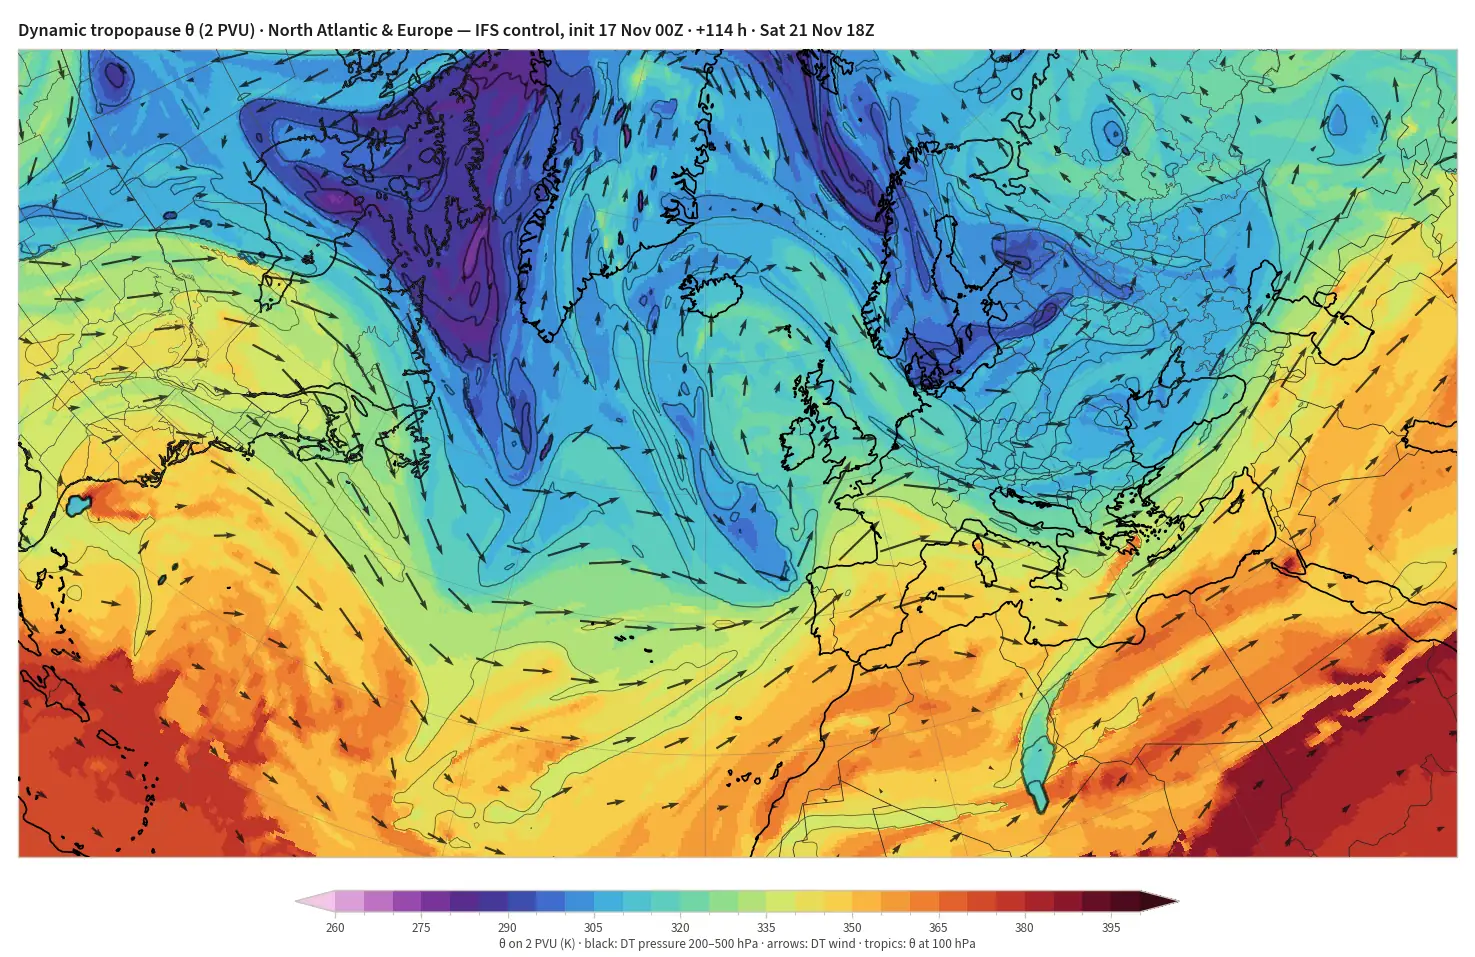 Dynamic tropopause θ (2 PVU) · North Atlantic & Europe — IFS control, init 17 Nov 00Z · +114 h · Sat 21 Nov 18Z
260 275 290 305 320 335 350 365 380 395
θ on 2 PVU (K) · black: DT pressure 200–500 hPa · arrows: DT wind · tropics: θ at 100 hPa